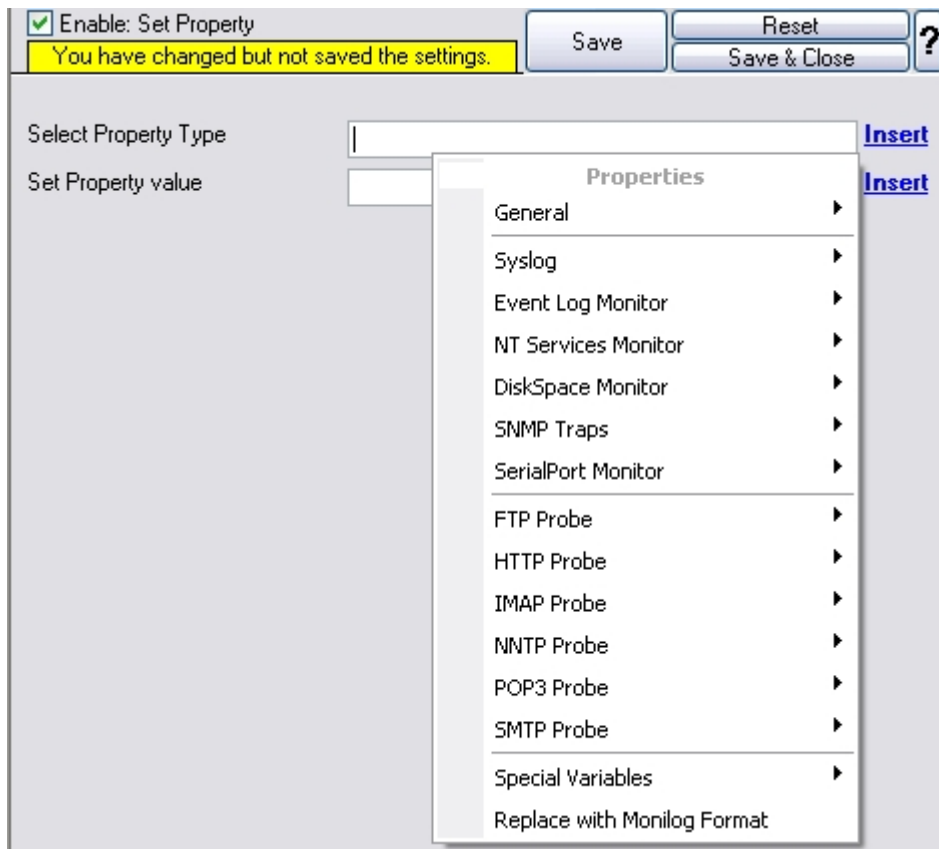 Enable: Set Property
You have changed but not saved the settings.
Save
Reset
Save & Close
?
Select Property Type
Insert
Set Property value
Insert
Properties
General
Syslog
Event Log Monitor
NT Services Monitor
DiskSpace Monitor
SNMP Traps
SerialPort Monitor
FTP Probe
HTTP Probe
IMAP Probe
NNTP Probe
POP3 Probe
SMTP Probe
Special Variables
Replace with Monilog Format